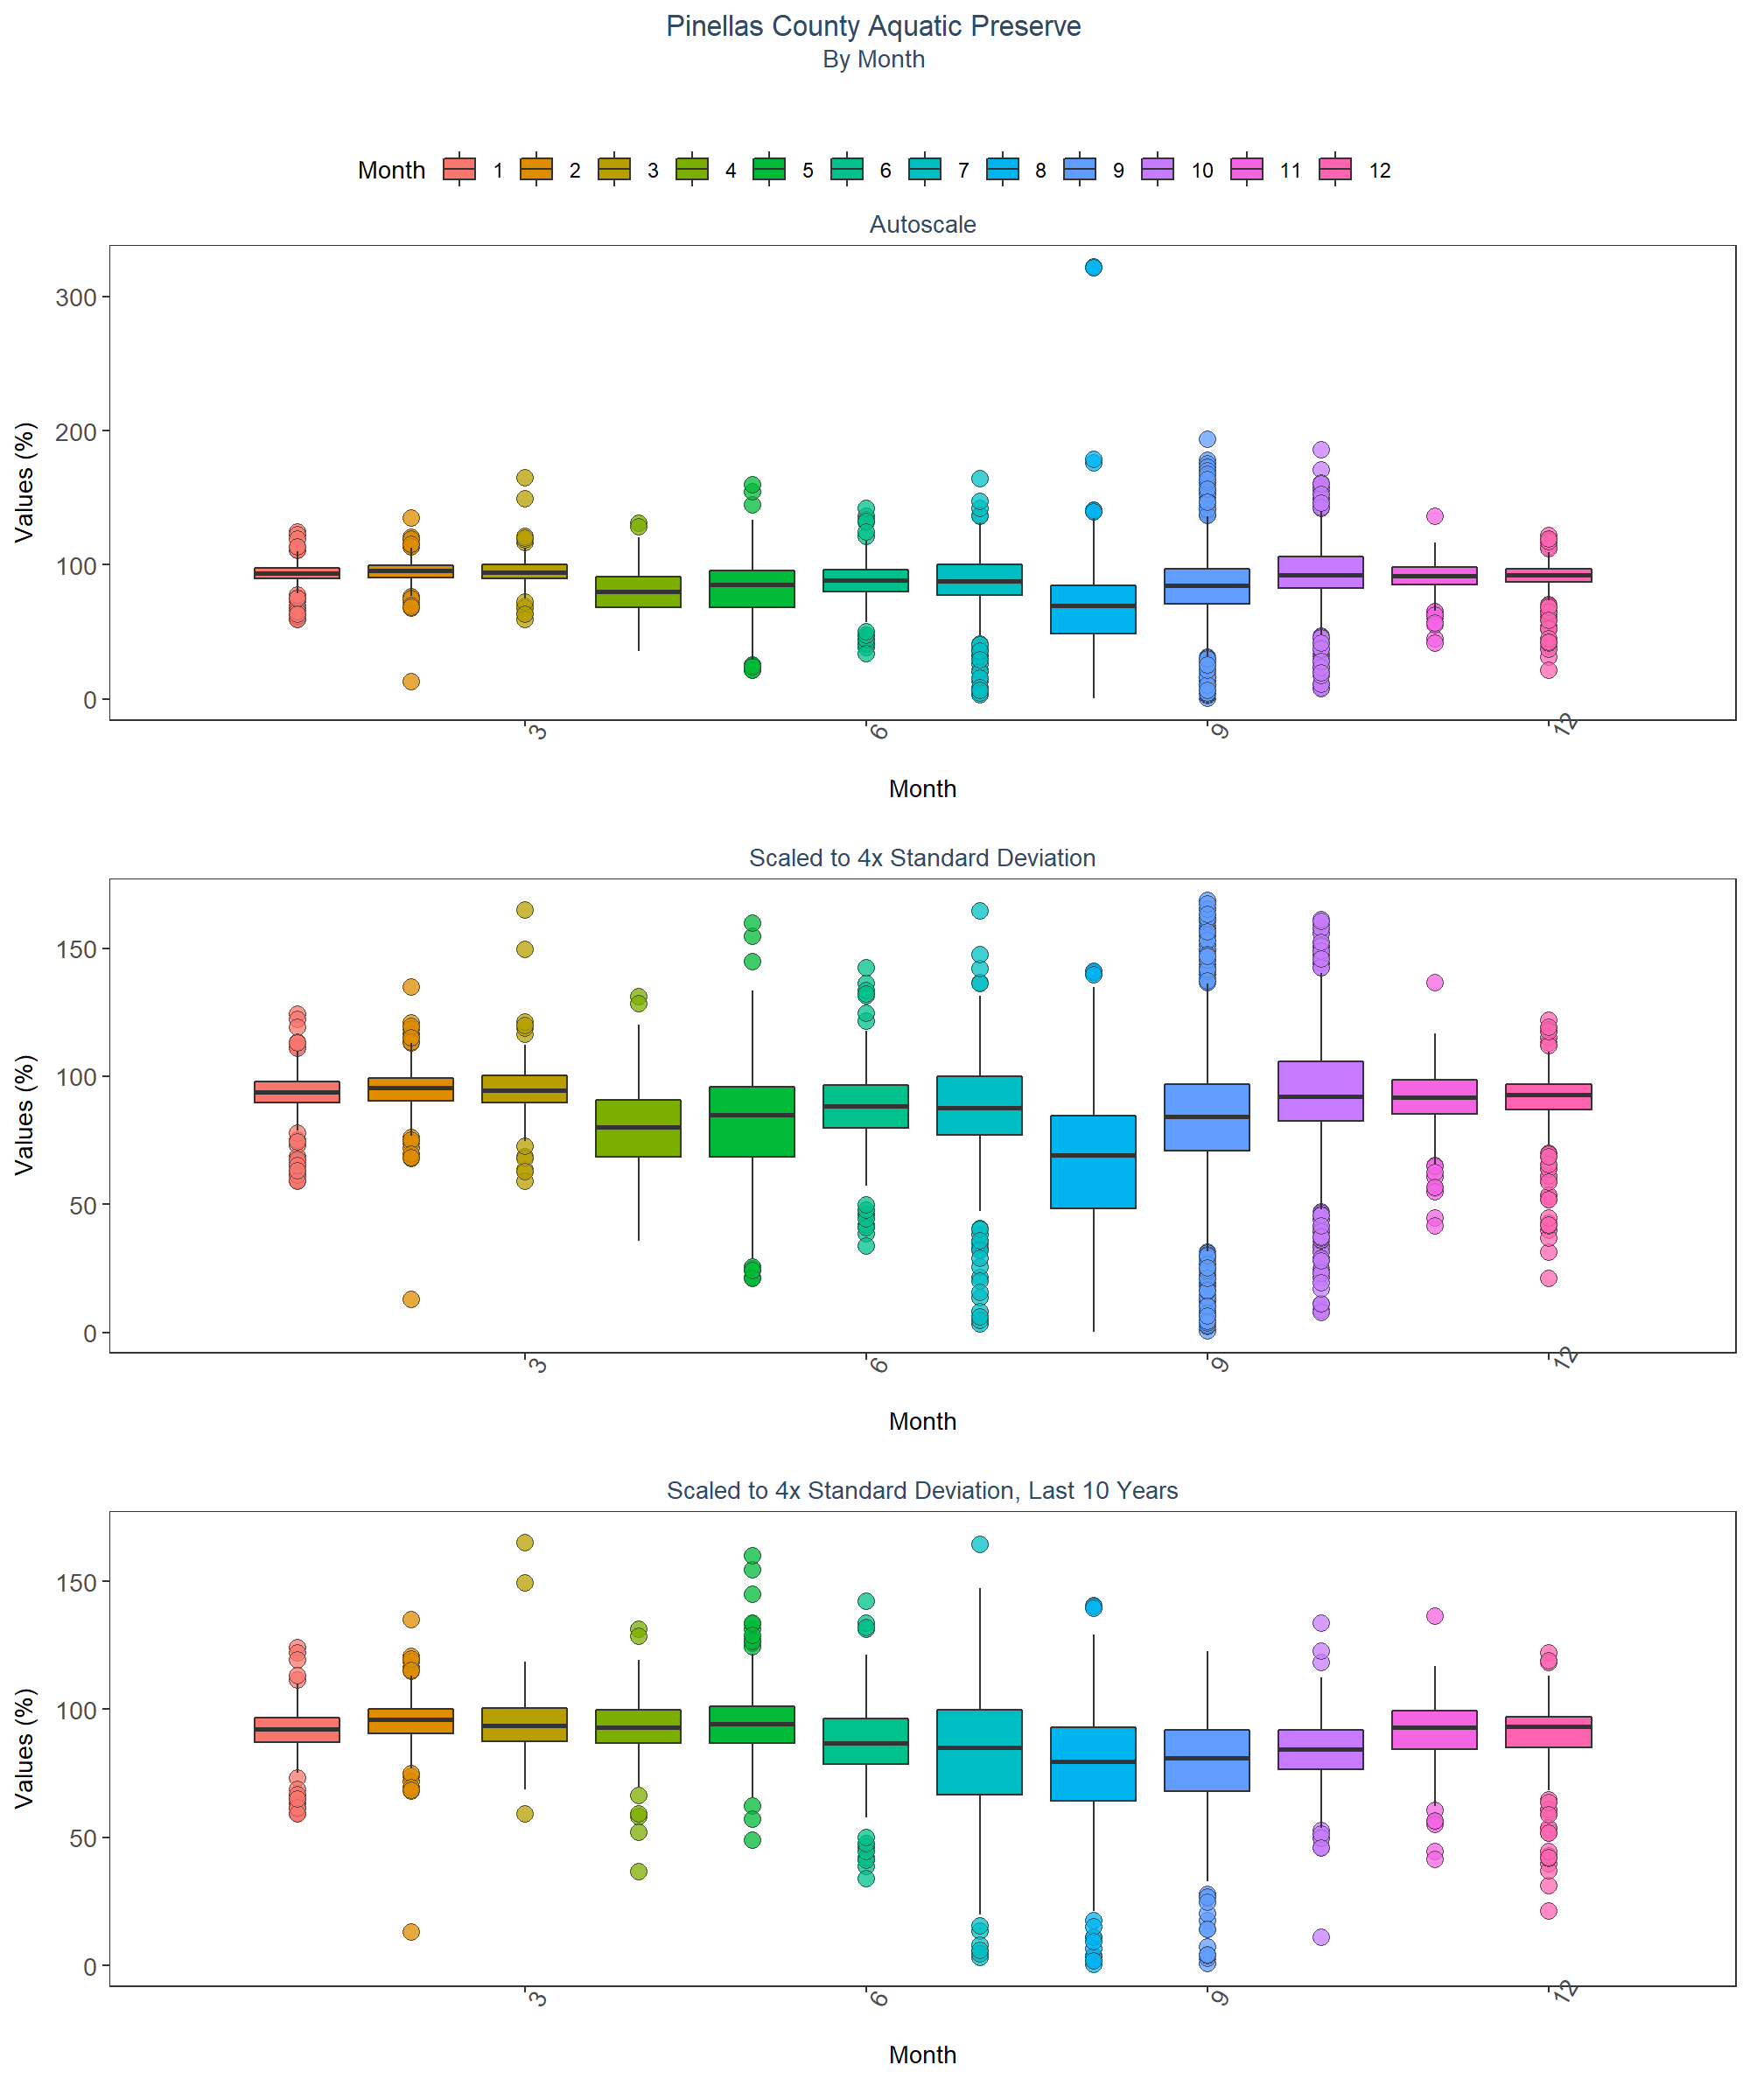 Pinellas County Aquatic Preserve
By Month
Month 1 2 3 4 5 6 7 8 9 10 11 12
Autoscale
Values (%)
300
200
100
0
3 6 9 12
Month
Scaled to 4x Standard Deviation
Values (%)
150
100
50
0
3 6 9 12
Month
Scaled to 4x Standard Deviation, Last 10 Years
Values (%)
150
100
50
0
3 6 9 12
Month